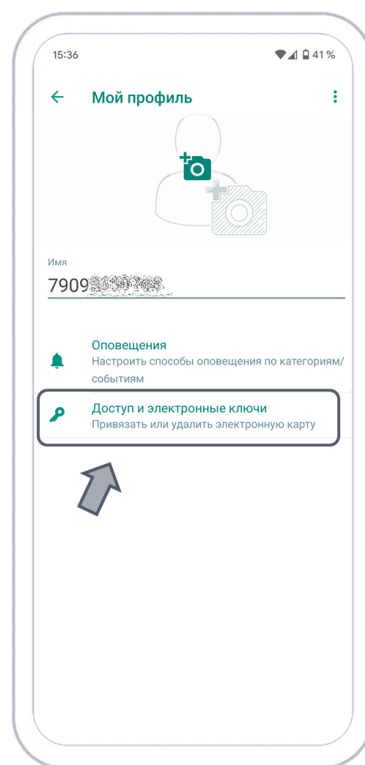 15:36 41 %
Мой профиль
Имя
7909
Оповещения
Настроить способы оповещения по категориям/
событиям
Доступ и электронные ключи
Привязать или удалить электронную карту